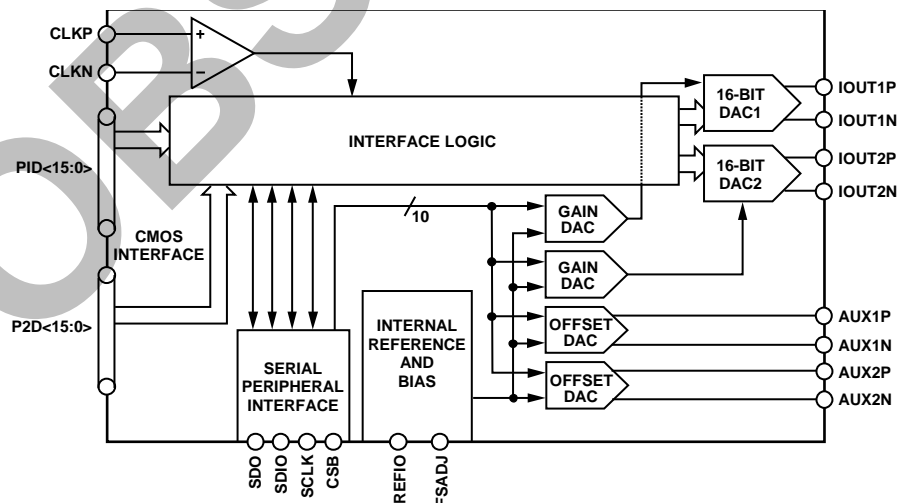 CLKP
CLKN
+
–
INTERFACE LOGIC
16-BIT
DAC1
16-BIT
DAC2
IOUT1P
IOUT1N
IOUT2P
IOUT2N
PID<15:0>
CMOS
INTERFACE
P2D<15:0>
10
GAIN
DAC
GAIN
DAC
OFFSET
DAC
OFFSET
DAC
AUX1P
AUX1N
AUX2P
AUX2N
INTERNAL
REFERENCE
AND
BIAS
SERIAL
PERIPHERAL
INTERFACE
SDO
SDIO
SCLK
CSB
REFIO
FSADJ